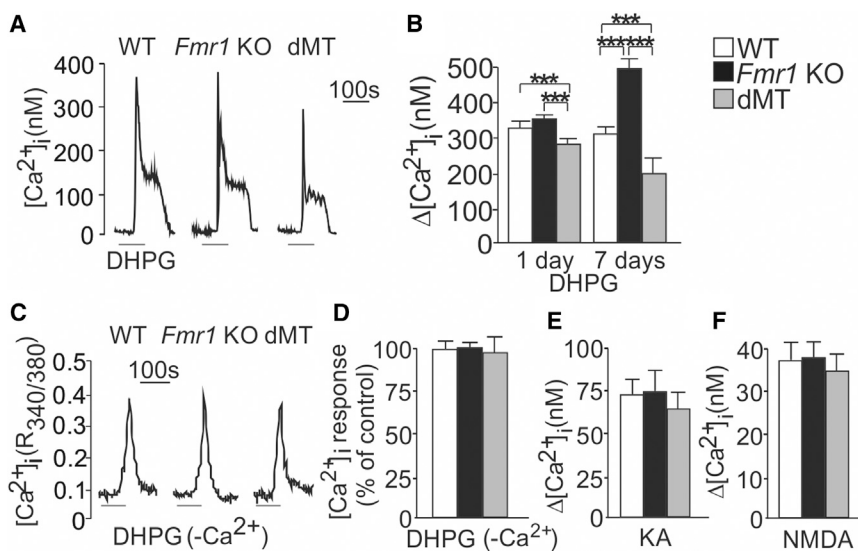 A
WT Fmr1 KO dMT
100s
[Ca2+]i(nM)
400
300
200
100
0
DHPG
B
***
***
***
******
WT
Fmr1 KO
dMT
Δ[Ca2+]i(nM)
500
400
300
200
300
0
1 day 7 days
DHPG
C
WT Fmr1 KO dMT
100s
[Ca2+]i(R340/380)
0.5
0.4
0.3
0.2
0.1
0
DHPG (-Ca2+)
D
[Ca2+]i response
(% of control)
100
75
50
25
0
DHPG (-Ca2+)
E
Δ[Ca2+]i(nM)
100
75
50
75
0
KA
F
Δ[Ca2+]i(nM)
40
30
20
10
0
NMDA